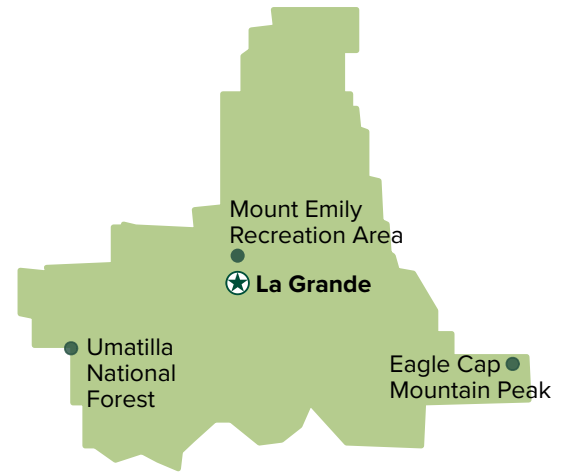 Mount Emily
Recreation Area
La Grande
Umatilla
National
Forest
Eagle Cap
Mountain Peak